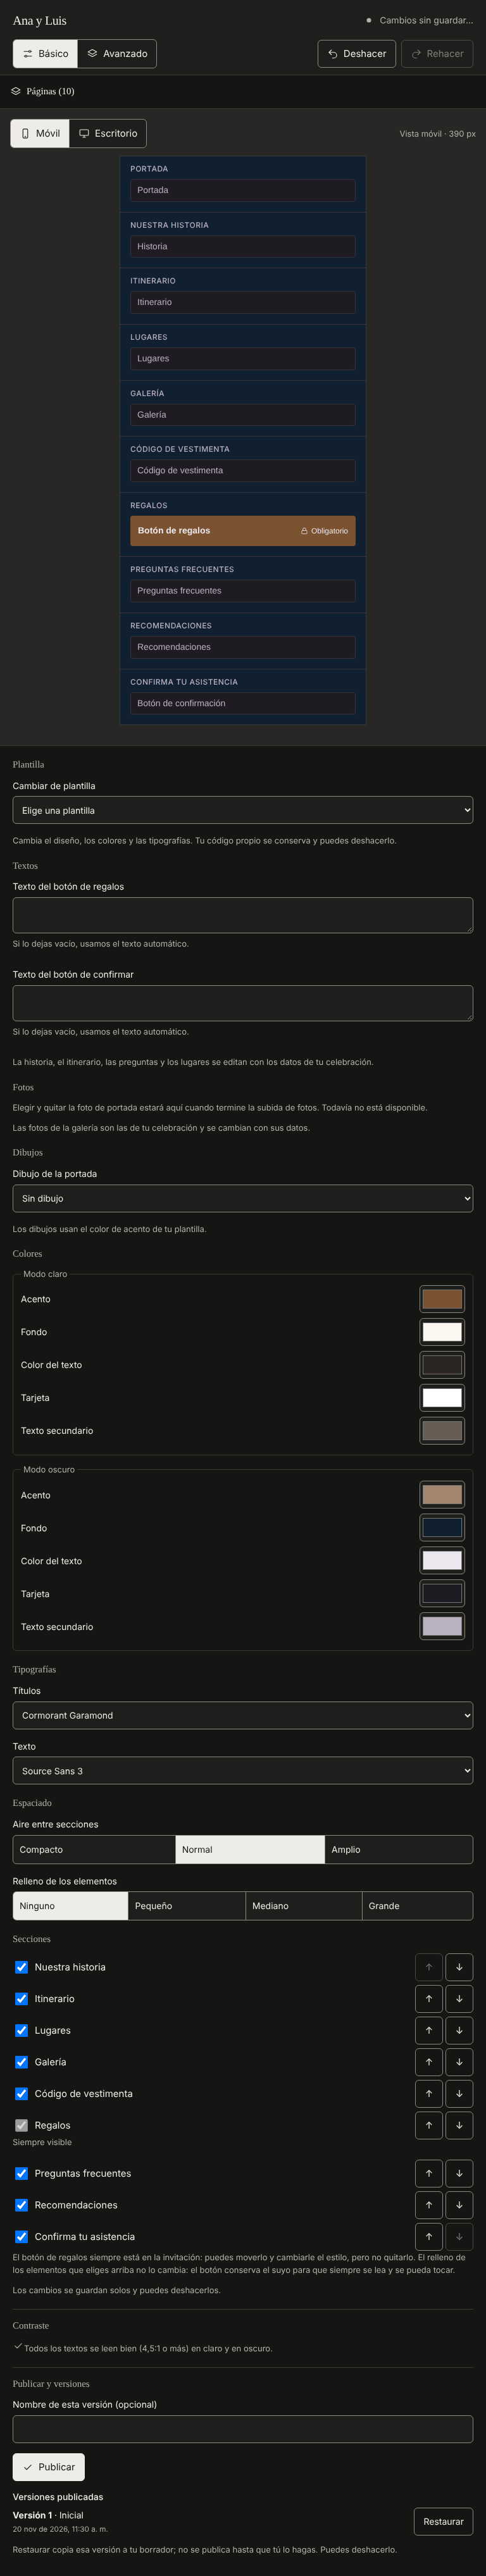 Ana y Luis
Cambios sin guardar...
Básico
Avanzado
Deshacer
Rehacer
Páginas (10)
Móvil
Escritorio
Vista móvil · 390 px
PORTADA
Portada
NUESTRA HISTORIA
Historia
ITINERARIO
Itinerario
LUGARES
Lugares
GALERÍA
Galería
CÓDIGO DE VESTIMENTA
Código de vestimenta
REGALOS
Botón de regalos
Obligatorio
PREGUNTAS FRECUENTES
Preguntas frecuentes
RECOMENDACIONES
Recomendaciones
CONFIRMA TU ASISTENCIA
Botón de confirmación
Plantilla
Cambiar de plantilla
Elige una plantilla
Cambia el diseño, los colores y las tipografías. Tu código propio se conserva y puedes deshacerlo.
Textos
Texto del botón de regalos
Si lo dejas vacío, usamos el texto automático.
Texto del botón de confirmar
Si lo dejas vacío, usamos el texto automático.
La historia, el itinerario, las preguntas y los lugares se editan con los datos de tu celebración.
Fotos
Elegir y quitar la foto de portada estará aquí cuando termine la subida de fotos. Todavía no está disponible.
Las fotos de la galería son las de tu celebración y se cambian con sus datos.
Dibujos
Dibujo de la portada
Sin dibujo
Los dibujos usan el color de acento de tu plantilla.
Colores
Modo claro
Acento
Fondo
Color del texto
Tarjeta
Texto secundario
Modo oscuro
Acento
Fondo
Color del texto
Tarjeta
Texto secundario
Tipografías
Títulos
Cormorant Garamond
Texto
Source Sans 3
Espaciado
Aire entre secciones
Compacto
Normal
Amplio
Relleno de los elementos
Ninguno
Pequeño
Mediano
Grande
Secciones
Nuestra historia
Itinerario
Lugares
Galería
Código de vestimenta
Regalos
Siempre visible
Preguntas frecuentes
Recomendaciones
Confirma tu asistencia
El botón de regalos siempre está en la invitación: puedes moverlo y cambiarle el estilo, pero no quitarlo. El relleno de
los elementos que eliges arriba no lo cambia: el botón conserva el suyo para que siempre se lea y se pueda tocar.
Los cambios se guardan solos y puedes deshacerlos.
Contraste
Todos los textos se leen bien (4,5:1 o más) en claro y en oscuro.
Publicar y versiones
Nombre de esta versión (opcional)
Publicar
Versiones publicadas
Versión 1 · Inicial
20 nov de 2026, 11:30 a. m.
Restaurar
Restaurar copia esa versión a tu borrador; no se publica hasta que tú lo hagas. Puedes deshacerlo.